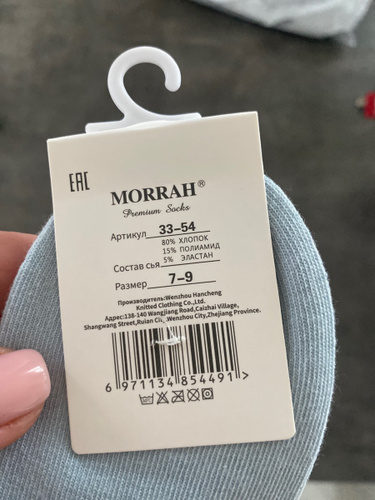 EAC
MORRAH®
Premium Socks
Артикул 33-54
80% ХЛОПОК
15% ПОЛИАМИД
Состав сья 5% ЭЛАСТАН
Размер 7-9
Производитель:Wenzhou Hancheng
Knitted Clothing Co.,Ltd.
Адрес:138-140 Wangjiang Road,Caizhai Village,
Shangwang Street,Ruian City,Wenzhou City,Zhejiang Province.
6 971134 854491 >